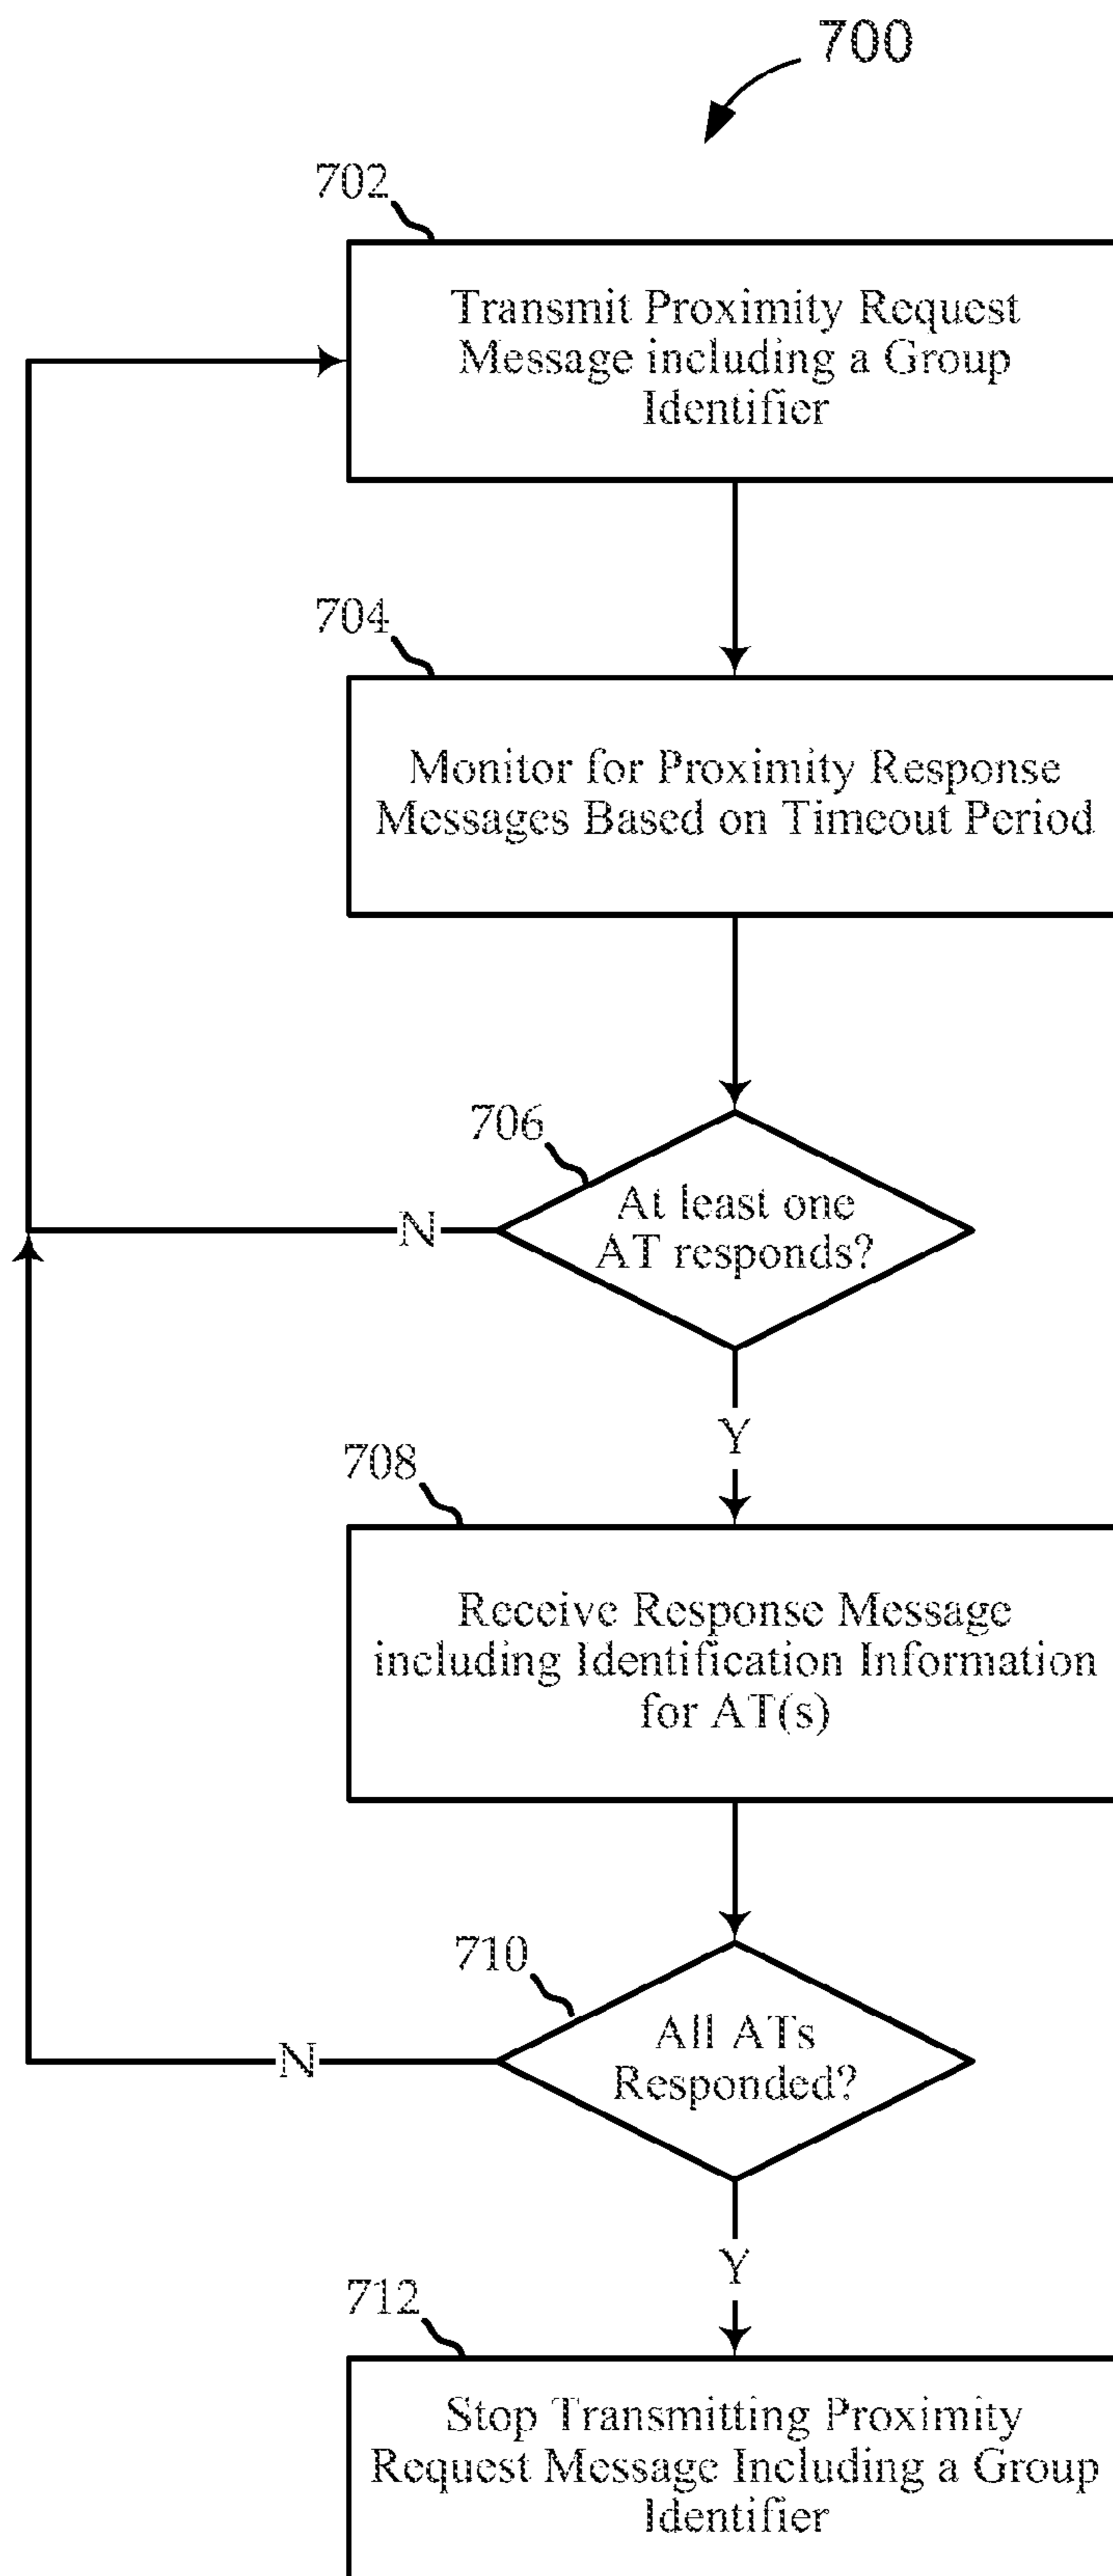 700
702
Transmit Proximity Request
Message including a Group
Identifier
704
Monitor for Proximity Response
Messages Based on Timeout Period
706
At least one
AT responds?
N
Y
708
Receive Response Message
including Identification Information
for AT(s)
710
All ATs
Responded?
N
Y
712
Stop Transmitting Proximity
Request Message Including a Group
Identifier